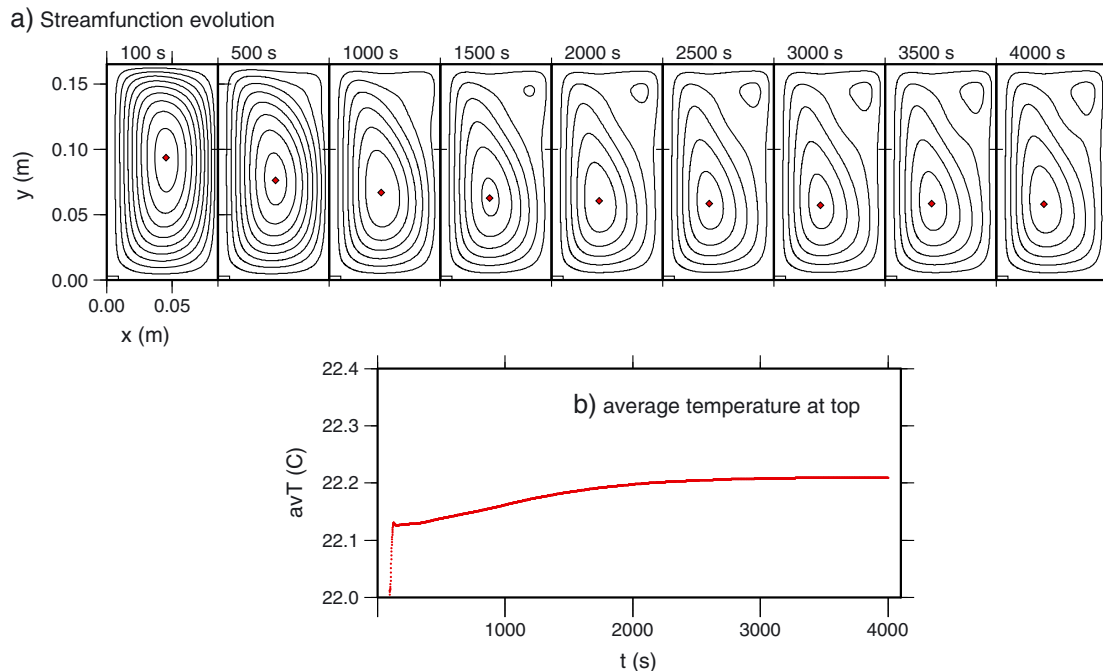 a) Streamfunction evolution
100 s 500 s 1000 s 1500 s 2000 s 2500 s 3000 s 3500 s 4000 s
0.15
0.10
0.05
0.00
y (m)
0.00 0.05
x (m)
b) average temperature at top
22.4
22.3
22.2
22.1
22.0
avT (C)
1000 2000 3000 4000
t (s)